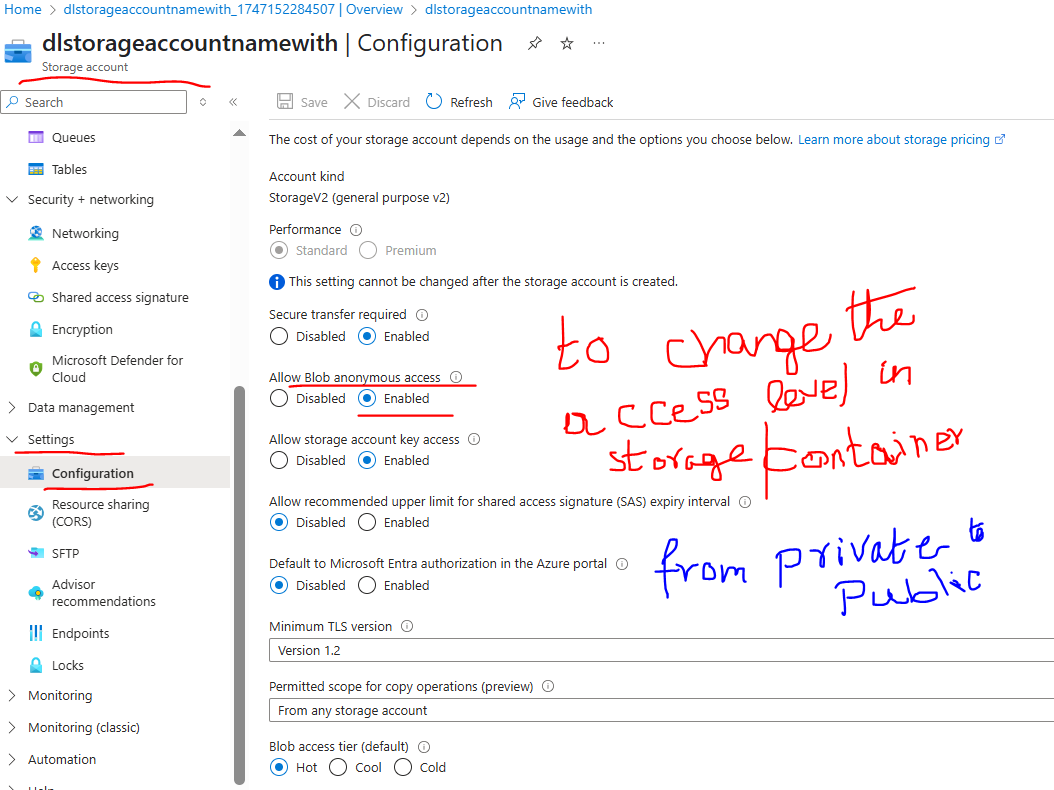 Home > dlstorageaccountnamewith_1747152284507 | Overview > dlstorageaccountnamewith
dlstorageaccountnamewith | Configuration
Storage account
Search
Queues
Tables
Security + networking
Networking
Access keys
Shared access signature
Encryption
Microsoft Defender for
Cloud
Data management
Settings
Configuration
Resource sharing
(CORS)
SFTP
Advisor
recommendations
Endpoints
Locks
Monitoring
Monitoring (classic)
Automation
Help
Save Discard Refresh Give feedback
The cost of your storage account depends on the usage and the options you choose below. Learn more about storage pricing
Account kind
StorageV2 (general purpose v2)
Performance
Standard Premium
This setting cannot be changed after the storage account is created.
Secure transfer required
Disabled Enabled
Allow Blob anonymous access
Disabled Enabled
Allow storage account key access
Disabled Enabled
Allow recommended upper limit for shared access signature (SAS) expiry interval
Disabled Enabled
Default to Microsoft Entra authorization in the Azure portal
Disabled Enabled
Minimum TLS version
Version 1.2
Permitted scope for copy operations (preview)
From any storage account
Blob access tier (default)
Hot Cool Cold
to change the
access level in
storage | container
from private to
Public